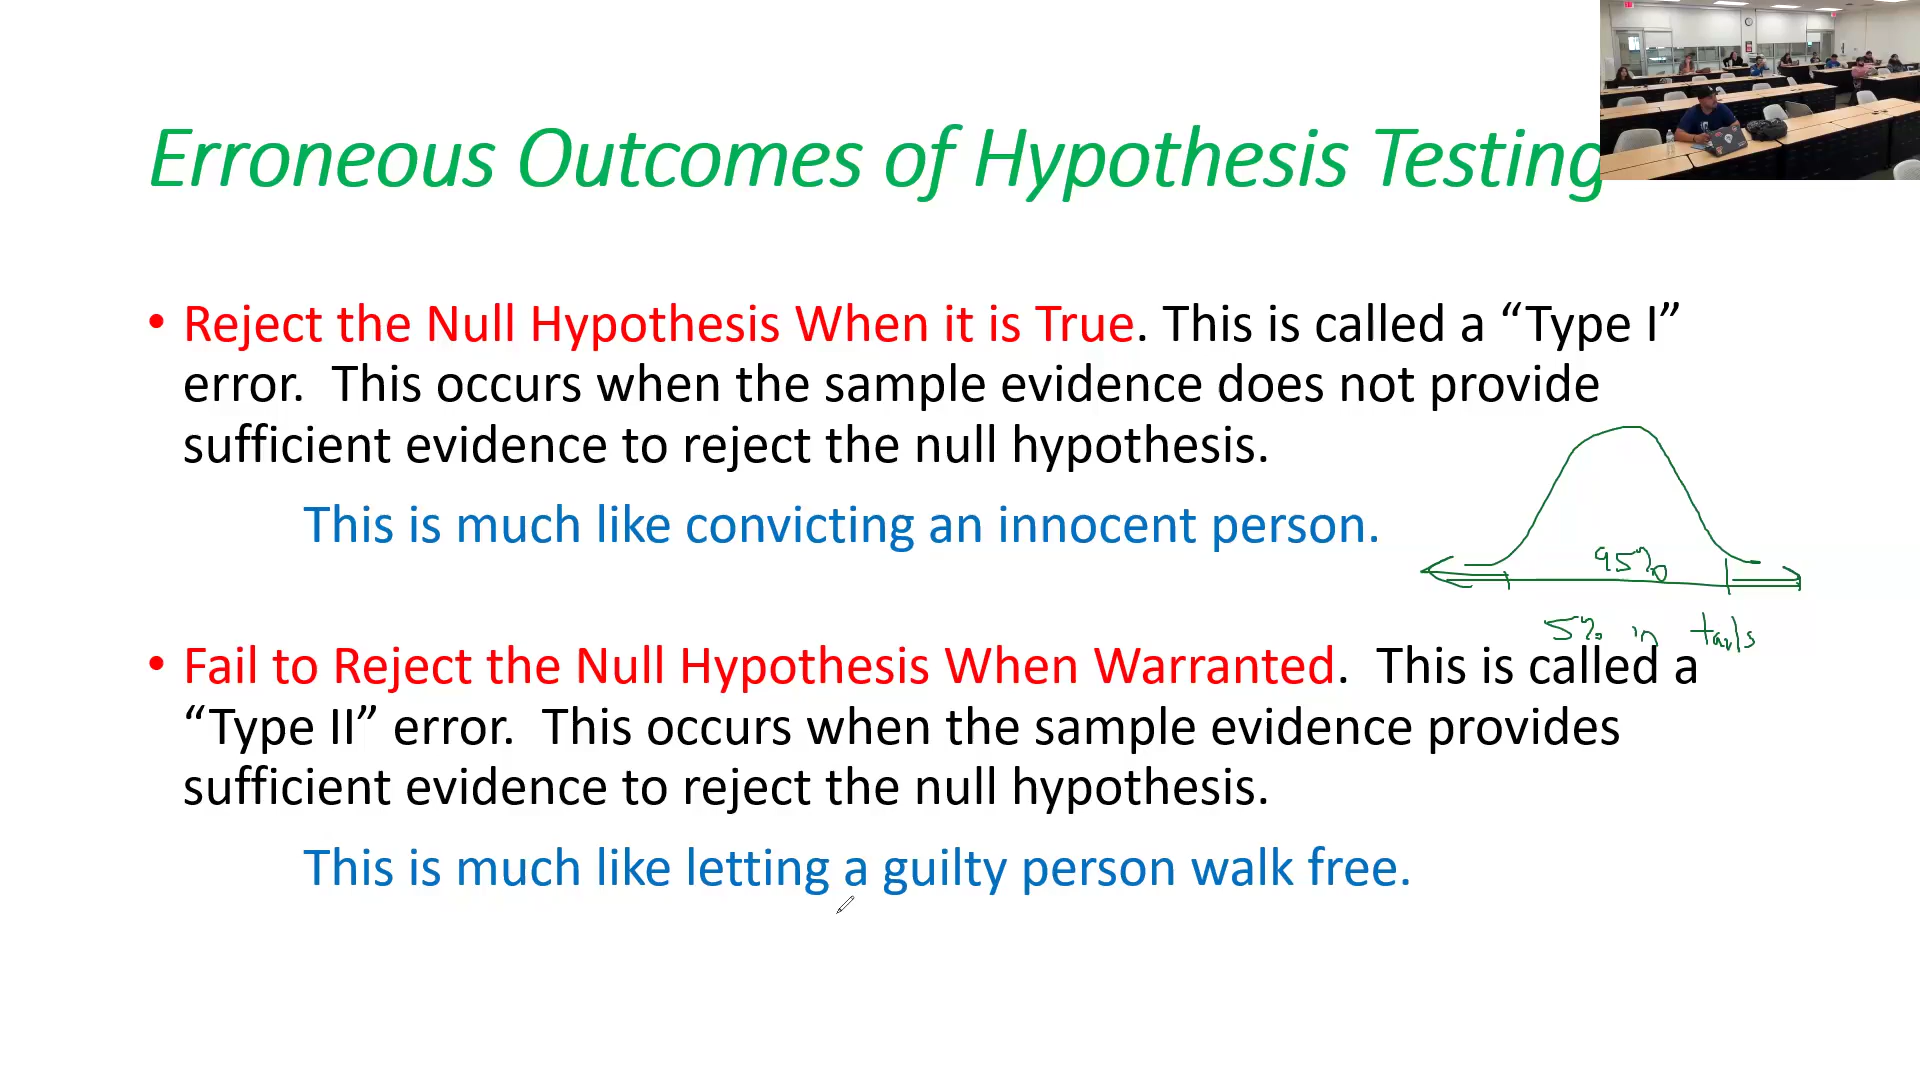 Erroneous Outcomes of Hypothesis Testing
• Reject the Null Hypothesis When it is True. This is called a “Type I”
error. This occurs when the sample evidence does not provide
sufficient evidence to reject the null hypothesis.
This is much like convicting an innocent person.
95%
5% in tails
• Fail to Reject the Null Hypothesis When Warranted. This is called a
“Type II” error. This occurs when the sample evidence provides
sufficient evidence to reject the null hypothesis.
This is much like letting a guilty person walk free.